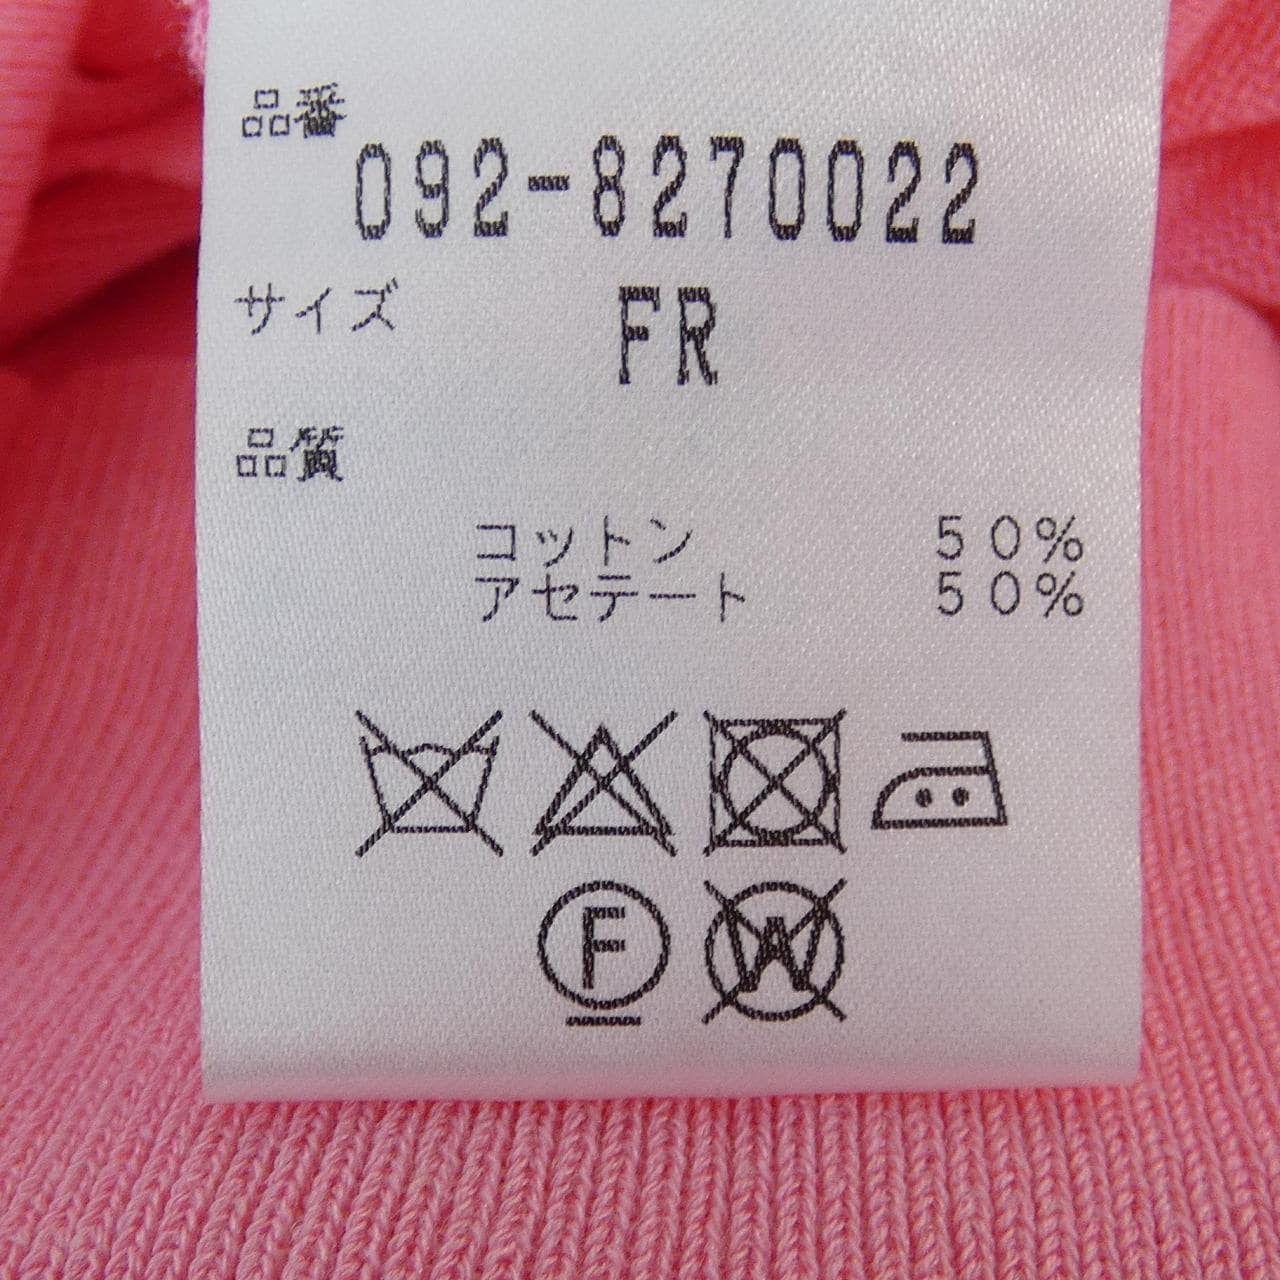 品番
092-8270022
サイズ FR
品質
コットン 50%
アセテート 50%
F W